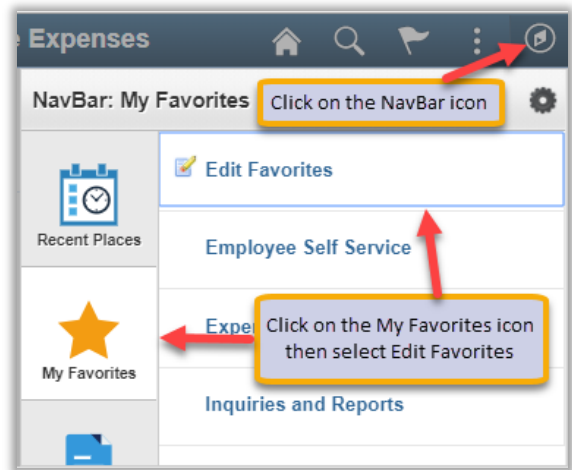 Expenses
NavBar: My Favorites
Click on the NavBar icon
Edit Favorites
Recent Places
Employee Self Service
Click on the My Favorites icon
then select Edit Favorites
My Favorites
Inquiries and Reports